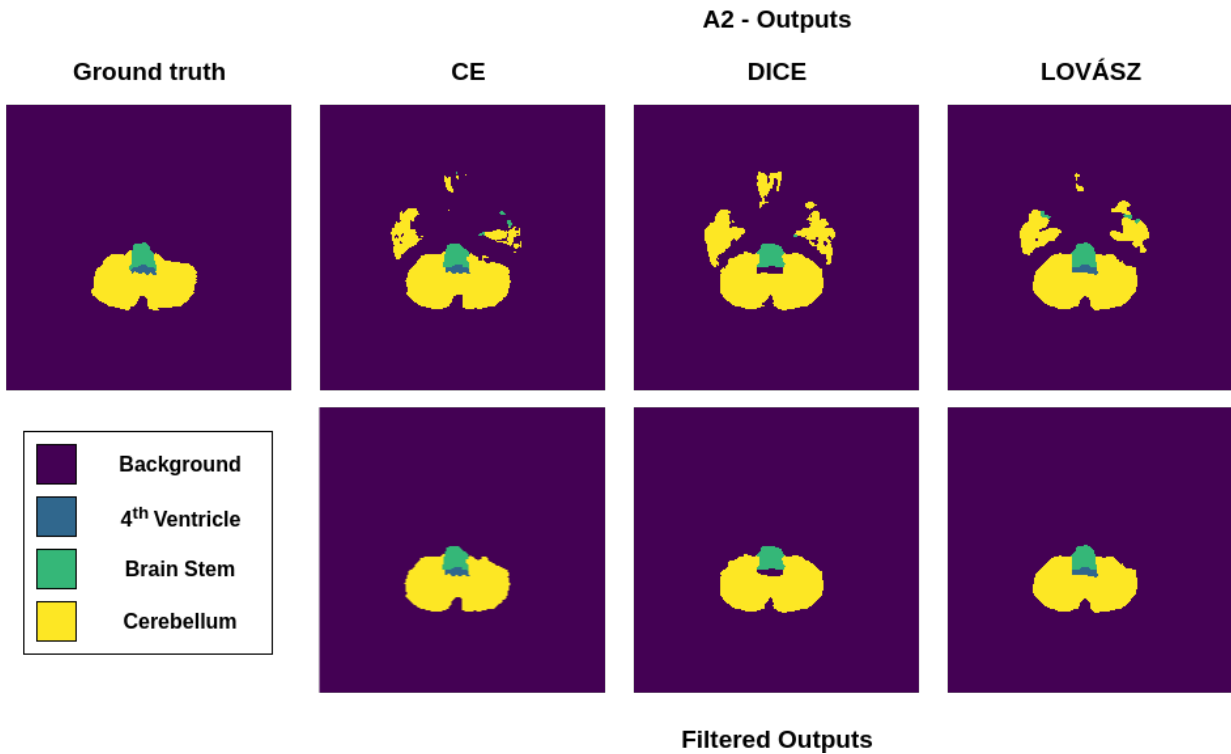 A2 - Outputs
Ground truth
CE
DICE
LOVÁSZ
Background
4th Ventricle
Brain Stem
Cerebellum
Filtered Outputs